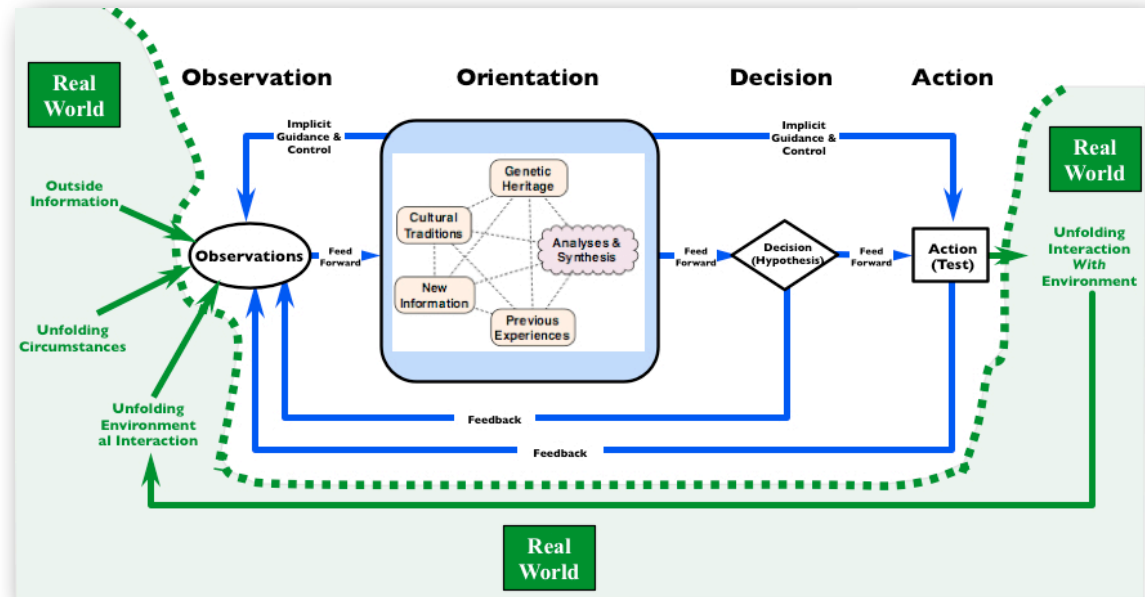 Real
World
Observation
Orientation
Decision
Action
Implicit
Guidance &
Control
Implicit
Guidance &
Control
Real
World
Outside
Information
Genetic
Heritage
Cultural
Traditions
Analyses &
Synthesis
New
Information
Previous
Experiences
Observations
Feed
Forward
Feed
Forward
Decision
(Hypothesis)
Feed
Forward
Action
(Test)
Unfolding
Interaction
With
Environment
Unfolding
Circumstances
Unfolding
Environment
al Interaction
Feedback
Feedback
Real
World